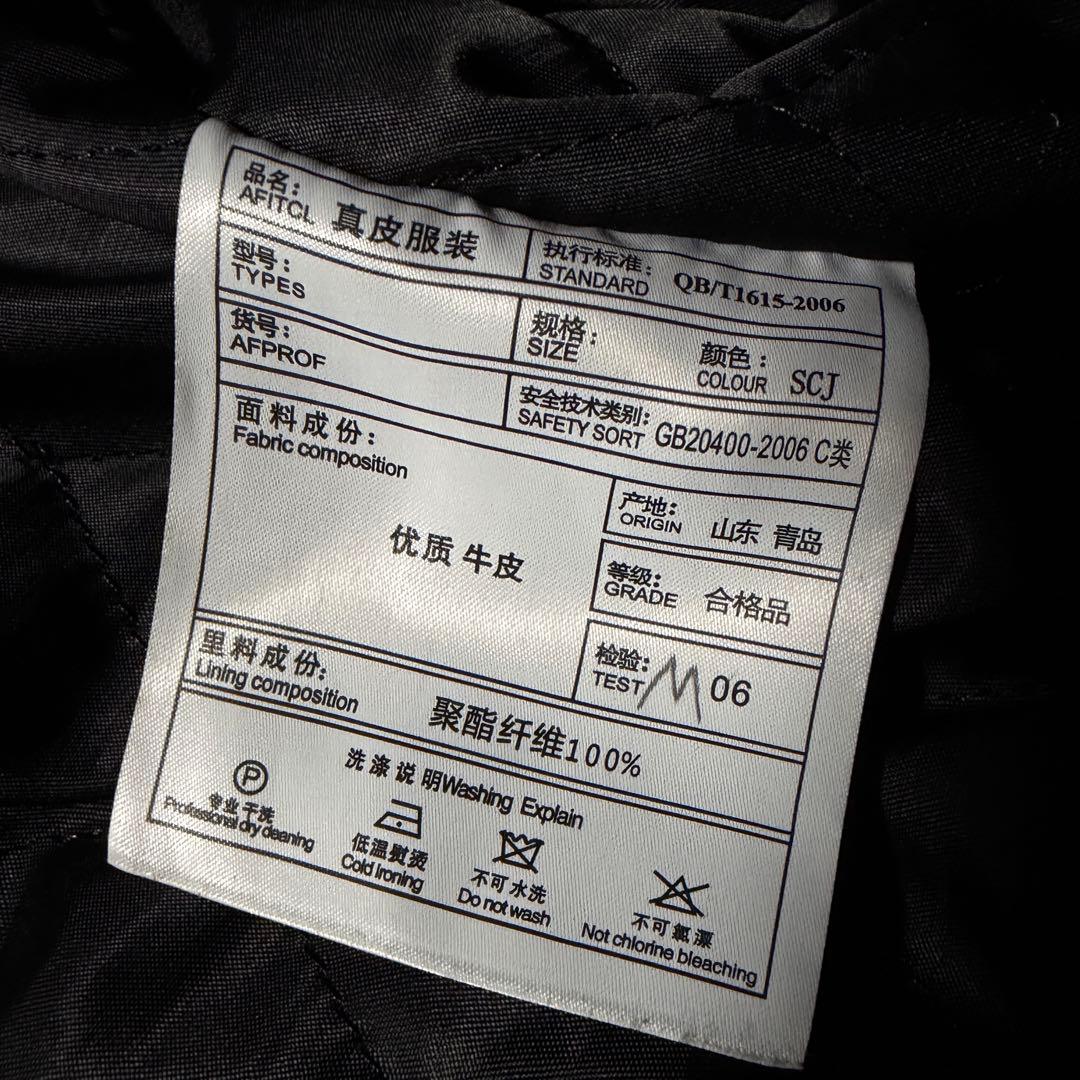 品名：
AFITCL 真皮服装
执行标准：
STANDARD QB/T1615-2006
型号：
TYPES
规格：
SIZE
颜色：
COLOUR SCJ
货号：
AFPROF
安全技术类别：
SAFETY SORT GB20400-2006 C类
面料成份：
Fabric composition
优质 牛皮
产地：
ORIGIN 山东 青岛
等级：
GRADE 合格品
检验：
TEST M 06
里料成份：
Lining composition
聚酯纤维100%
洗涤说明Washing Explain
P
专业干洗
Professional dry cleaning
低温熨烫
Cold Ironing
不可水洗
Do not wash
不可氯漂
Not chlorine bleaching